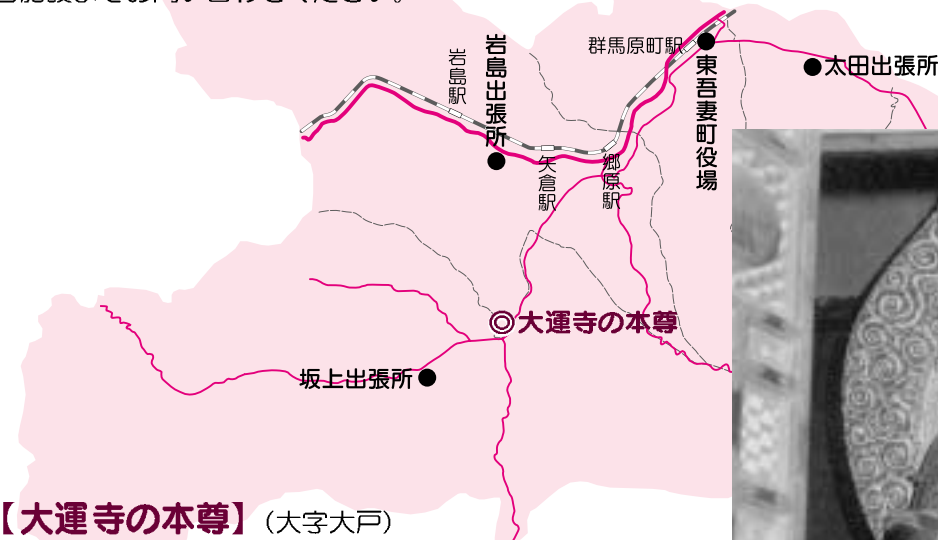 群馬原町駅
岩島駅
岩島出張所
東吾妻町役場
太田出張所
矢倉駅
郷原駅
大運寺の本尊
坂上出張所
【大運寺の本尊】（大字大戸）